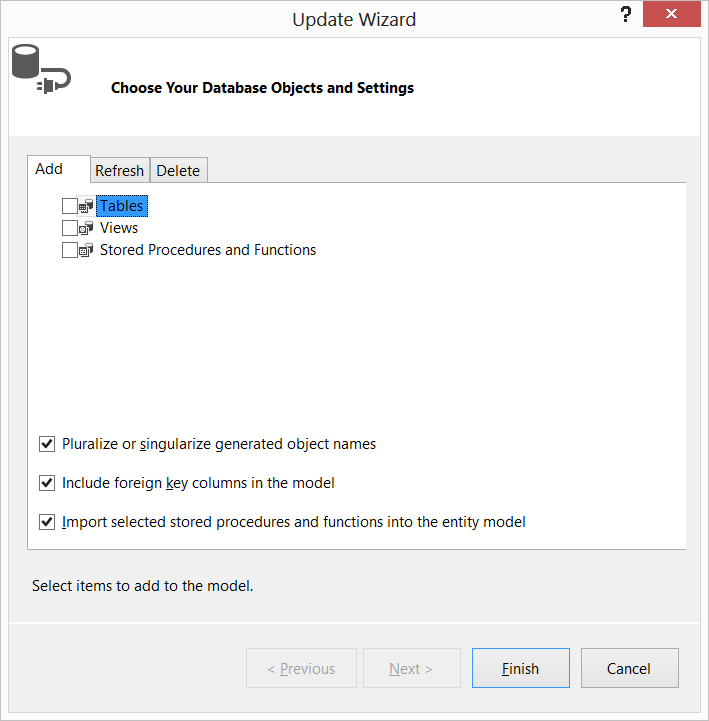 Update Wizard
?
Choose Your Database Objects and Settings
Add Refresh Delete
Tables
Views
Stored Procedures and Functions
Pluralize or singularize generated object names
Include foreign key columns in the model
Import selected stored procedures and functions into the entity model
Select items to add to the model.
< Previous Next > Finish Cancel